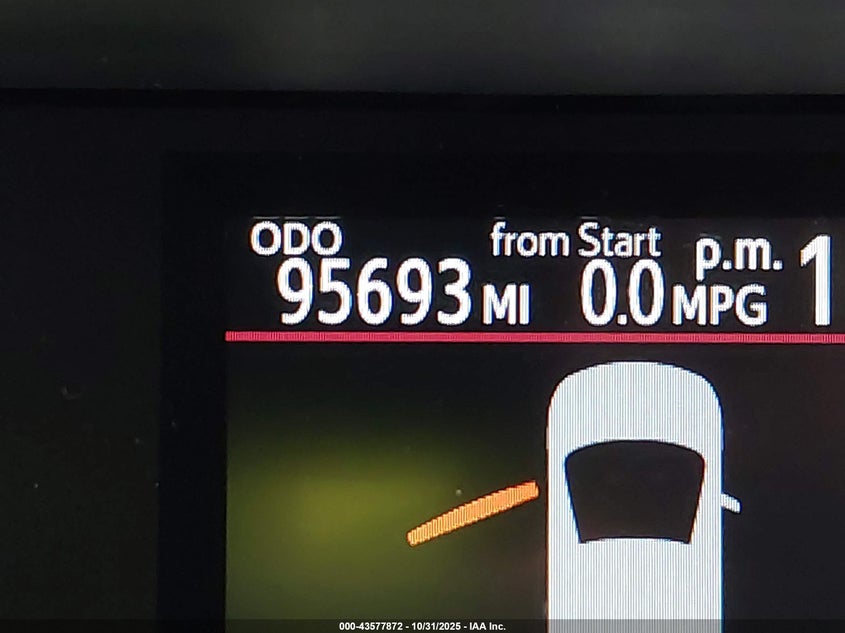 ODO from Start p.m. 1
95693 MI 0.0 MPG
000-43577872 - 10/31/2025 - IAA Inc.